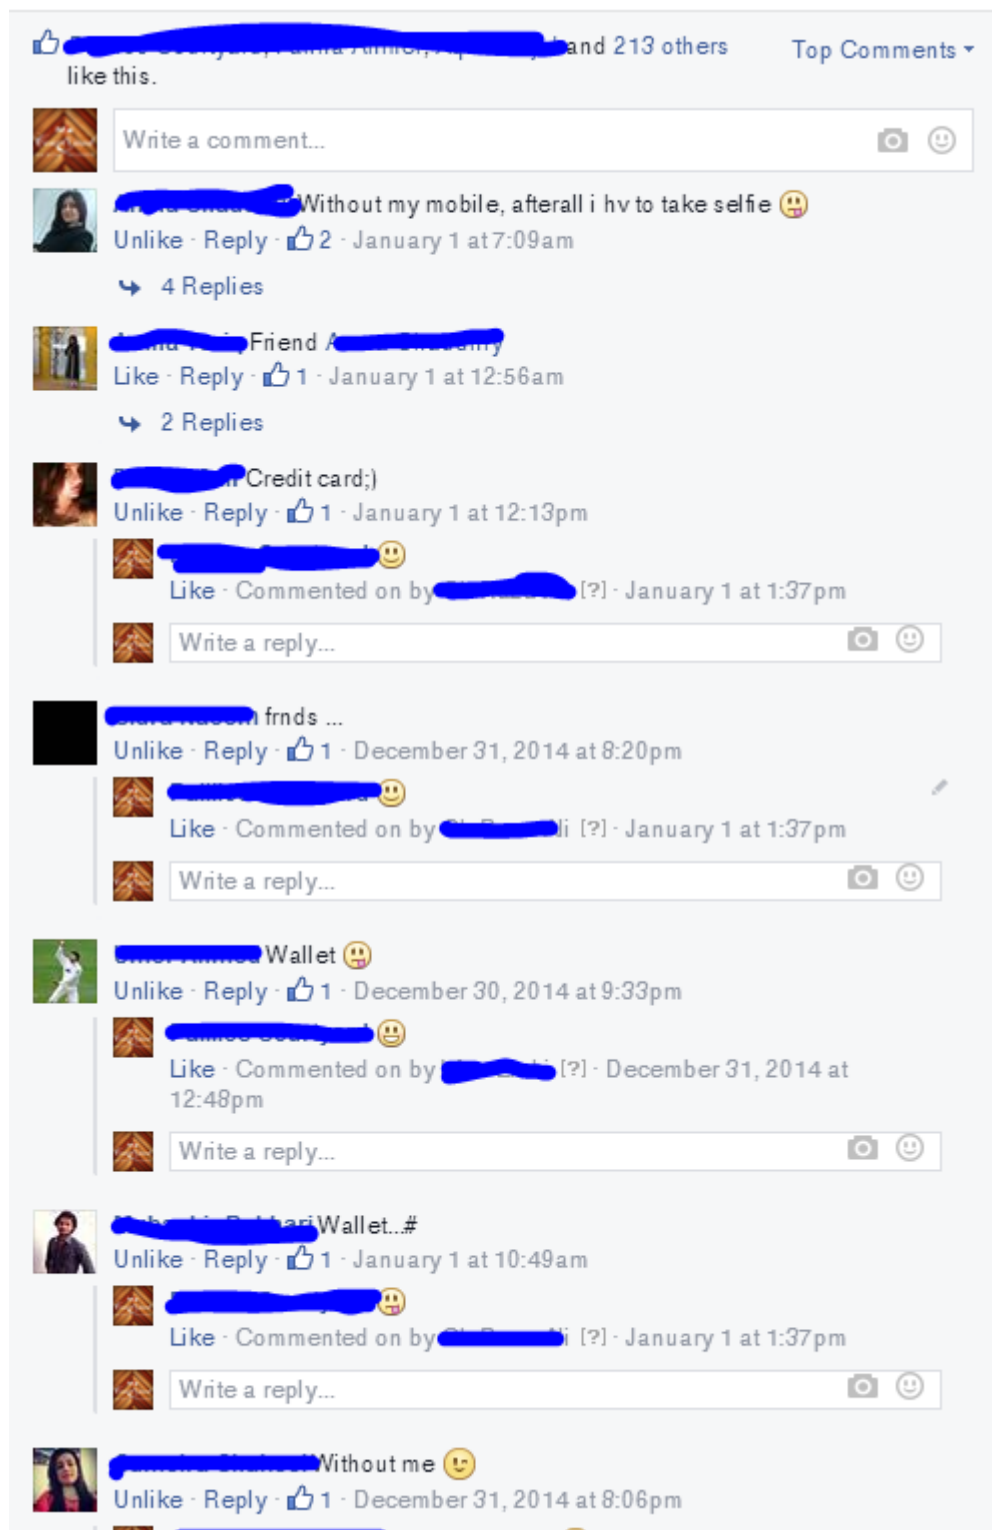 and 213 others
Top Comments
like this.
Write a comment...
Without my mobile, afterall i hv to take selfie
Unlike · Reply · 2 · January 1 at 7:09am
4 Replies
Friend
Like · Reply · 1 · January 1 at 12:56am
2 Replies
Credit card;)
Unlike · Reply · 1 · January 1 at 12:13pm
Like · Commented on by [?] · January 1 at 1:37pm
Write a reply...
frnds ...
Unlike · Reply · 1 · December 31, 2014 at 8:20pm
Like · Commented on by [?] · January 1 at 1:37pm
Write a reply...
Wallet
Unlike · Reply · 1 · December 30, 2014 at 9:33pm
Like · Commented on by [?] · December 31, 2014 at
12:48pm
Write a reply...
Wallet...#
Unlike · Reply · 1 · January 1 at 10:49am
Like · Commented on by [?] · January 1 at 1:37pm
Write a reply...
Without me
Unlike · Reply · 1 · December 31, 2014 at 8:06pm